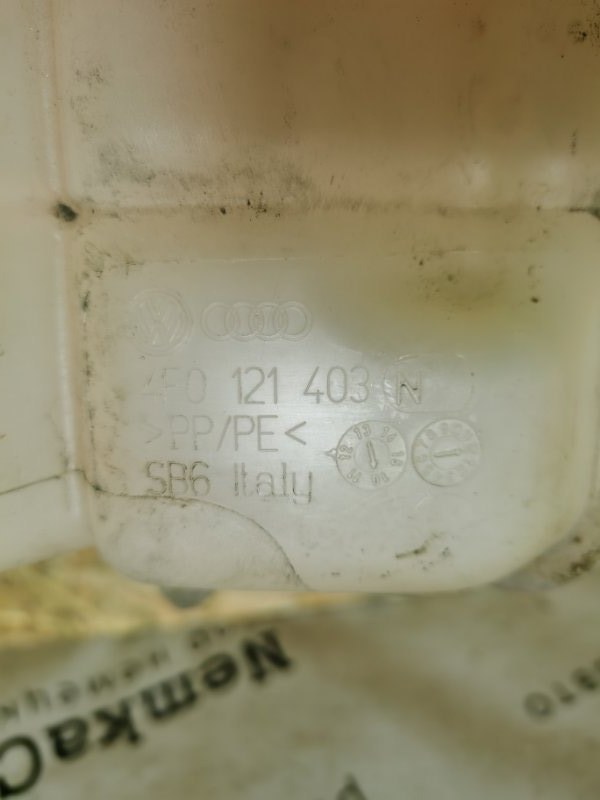 4F0 121 403 N
>PP/PE<
SB6 Italy
NemkaC